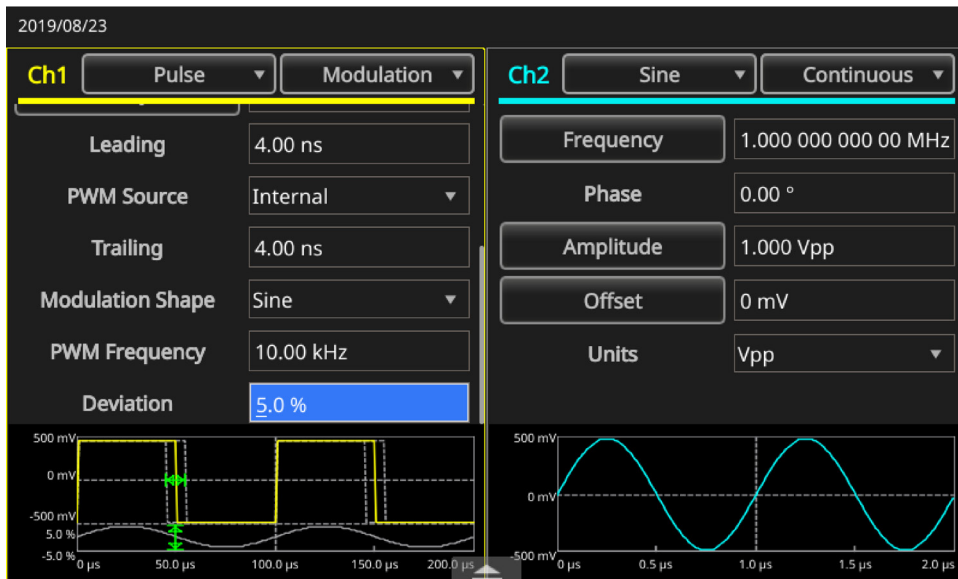 2019/08/23
Ch1 Pulse Modulation
Leading 4.00 ns
PWM Source Internal
Trailing 4.00 ns
Modulation Shape Sine
PWM Frequency 10.00 kHz
Deviation 5.0 %
500 mV
0 mV
-500 mV
5.0 %
-5.0 %
0 µs 50.0 µs 100.0 µs 150.0 µs 200.0 µs
Ch2 Sine Continuous
Frequency 1.000 000 000 00 MHz
Phase 0.00 °
Amplitude 1.000 Vpp
Offset 0 mV
Units Vpp
500 mV
0 mV
-500 mV
0 µs 0.5 µs 1.0 µs 1.5 µs 2.0 µs